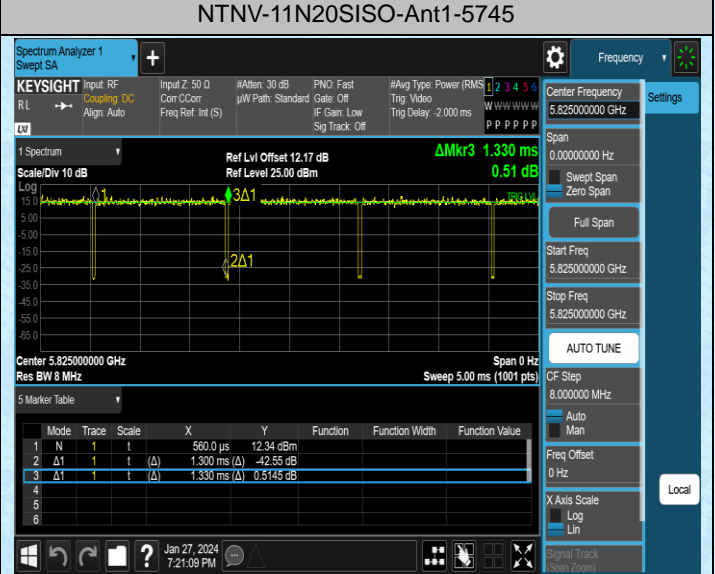 NTNV-11N20SISO-Ant1-5745
Spectrum Analyzer 1
Swept SA
+
Frequency
KEYSIGHT
RL
LXI
Input: RF
Coupling: DC
Align: Auto
Input Z: 50 Ω
Corr CCorr
Freq Ref: Int (S)
#Atten: 30 dB
µW Path: Standard
PNO: Fast
Gate: Off
IF Gain: Low
Sig Track: Off
#Avg Type: Power (RMS
Trig: Video
Trig Delay: -2.000 ms
1 2 3 4 5 6
W W W W W W
P P P P P P
1 Spectrum
Scale/Div 10 dB
Ref Lvl Offset 12.17 dB
Ref Level 25.00 dBm
ΔMkr3 1.330 ms
0.51 dB
Log
15.0
5.00
-5.00
-15.0
-25.0
-35.0
-45.0
-55.0
-65.0
1
3Δ1
2Δ1
TRIG LVL
Center 5.825000000 GHz
Res BW 8 MHz
Span 0 Hz
Sweep 5.00 ms (1001 pts)
5 Marker Table
Mode Trace Scale X Y Function Function Width Function Value
1 N 1 t 560.0 µs 12.34 dBm
2 Δ1 1 t (Δ) 1.300 ms (Δ) -42.55 dB
3 Δ1 1 t (Δ) 1.330 ms (Δ) 0.5145 dB
4
5
6
?
Jan 27, 2024
7:21:09 PM
Center Frequency
5.825000000 GHz
Span
0.00000000 Hz
Swept Span
Zero Span
Full Span
Start Freq
5.825000000 GHz
Stop Freq
5.825000000 GHz
AUTO TUNE
CF Step
8.000000 MHz
Auto
Man
Freq Offset
0 Hz
X Axis Scale
Log
Lin
Signal Track
(Span Zoom)
Settings
Local